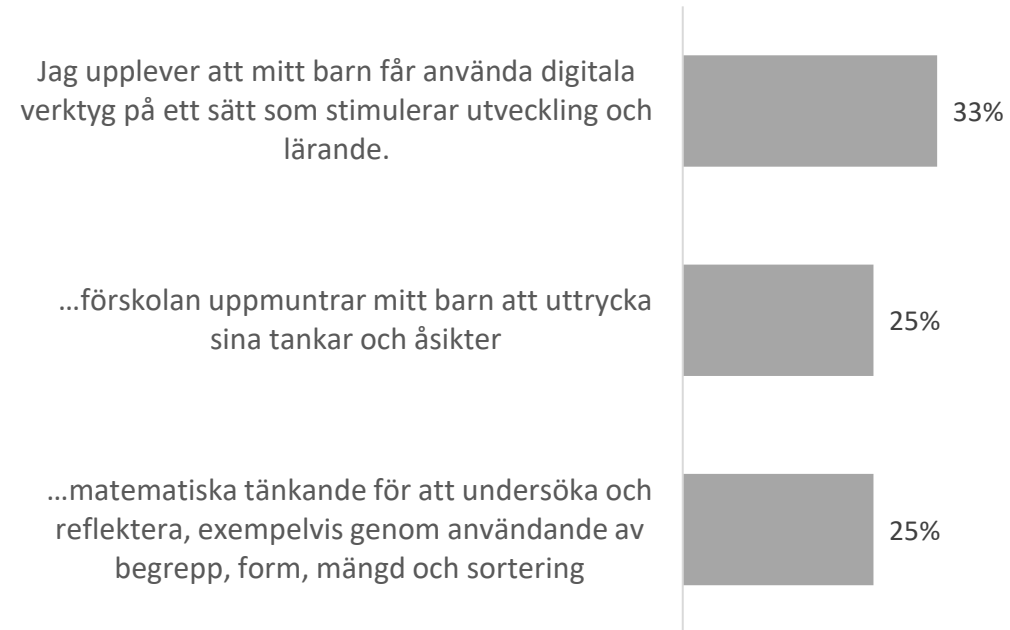 Jag upplever att mitt barn får använda digitala
verktyg på ett sätt som stimulerar utveckling och
lärande.
33%
...förskolan uppmuntrar mitt barn att uttrycka
sina tankar och åsikter
25%
...matematiska tänkande för att undersöka och
reflektera, exempelvis genom användande av
begrepp, form, mängd och sortering
25%